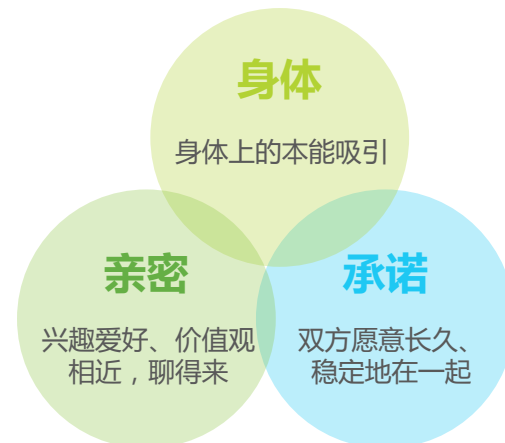 身体
身体上的本能吸引
亲密
兴趣爱好、价值观
相近，聊得来
承诺
双方愿意长久、
稳定地在一起